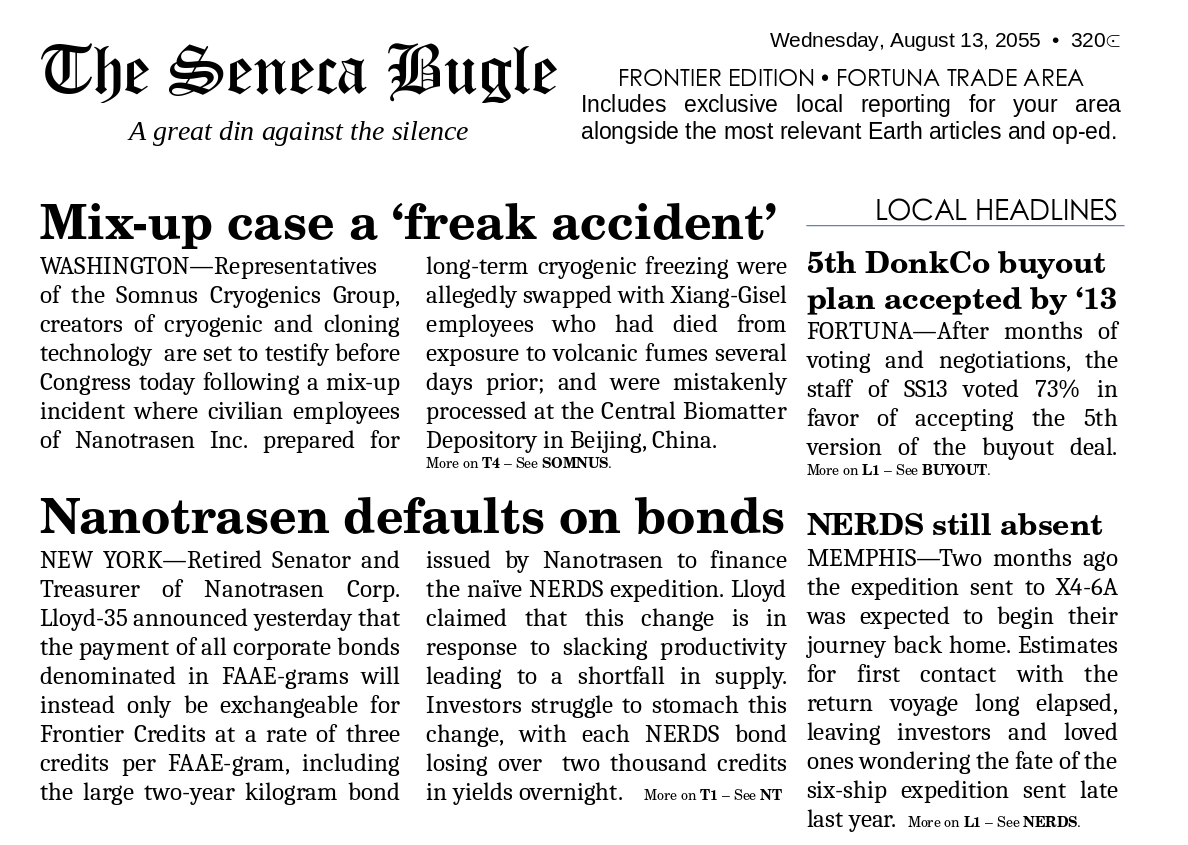 The Seneca Bugle
A great din against the silence
Wednesday, August 13, 2055 • 320
FRONTIER EDITION • FORTUNA TRADE AREA
Includes exclusive local reporting for your area
alongside the most relevant Earth articles and op-ed.
Mix-up case a ‘freak accident’
WASHINGTON—Representatives
of the Somnus Cryogenics Group,
creators of cryogenic and cloning
technology are set to testify before
Congress today following a mix-up
incident where civilian employees
of Nanotrasen Inc. prepared for
long-term cryogenic freezing were
allegedly swapped with Xiang-Gisel
employees who had died from
exposure to volcanic fumes several
days prior; and were mistakenly
processed at the Central Biomatter
Depository in Beijing, China.
More on T4 – See SOMNUS.
Nanotrasen defaults on bonds
NEW YORK—Retired Senator and
Treasurer of Nanotrasen Corp.
Lloyd-35 announced yesterday that
the payment of all corporate bonds
denominated in FAAE-grams will
instead only be exchangeable for
Frontier Credits at a rate of three
credits per FAAE-gram, including
the large two-year kilogram bond
issued by Nanotrasen to finance
the naïve NERDS expedition. Lloyd
claimed that this change is in
response to slacking productivity
leading to a shortfall in supply.
Investors struggle to stomach this
change, with each NERDS bond
losing over two thousand credits
in yields overnight. More on T1 – See NT
LOCAL HEADLINES
5th DonkCo buyout
plan accepted by ‘13
FORTUNA—After months of
voting and negotiations, the
staff of SS13 voted 73% in
favor of accepting the 5th
version of the buyout deal.
More on L1 – See BUYOUT.
NERDS still absent
MEMPHIS—Two months ago
the expedition sent to X4-6A
was expected to begin their
journey back home. Estimates
for first contact with the
return voyage long elapsed,
leaving investors and loved
ones wondering the fate of the
six-ship expedition sent late
last year. More on L1 – See NERDS.